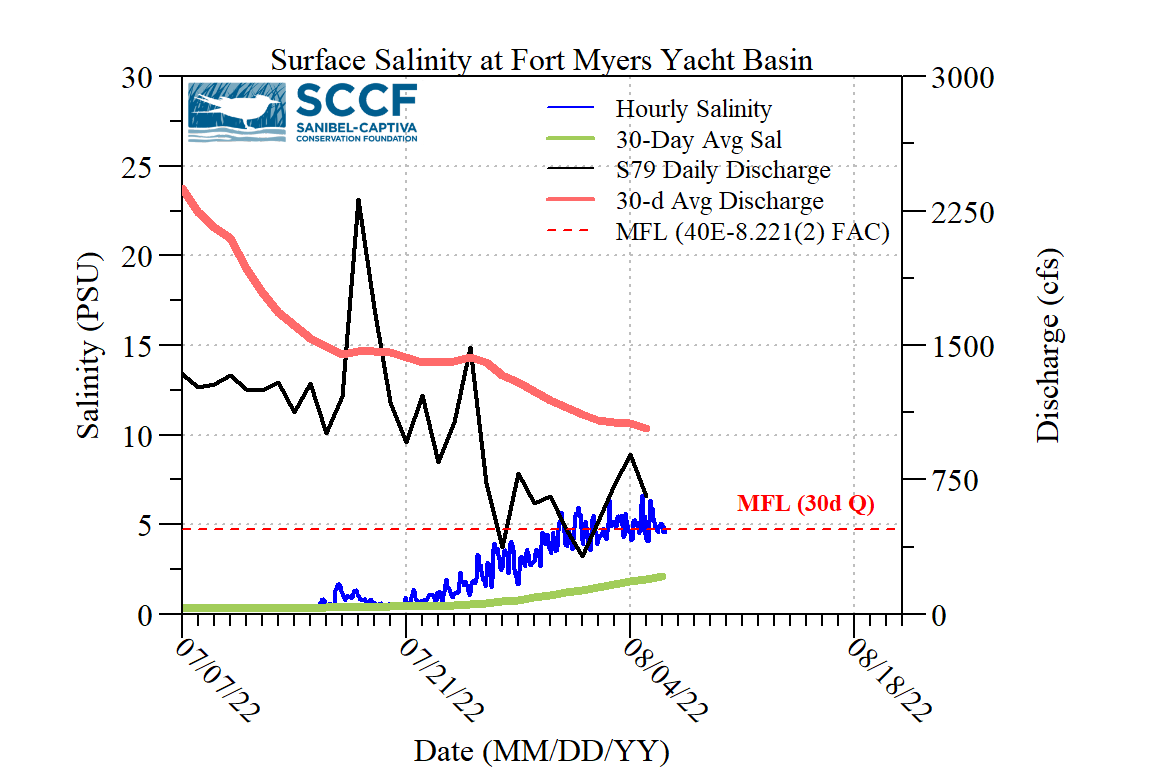 Surface Salinity at Fort Myers Yacht Basin
SCCF
SANIBEL-CAPTIVA
CONSERVATION FOUNDATION
Hourly Salinity
30-Day Avg Sal
S79 Daily Discharge
30-d Avg Discharge
MFL (40E-8.221(2) FAC)
30
25
20
15
10
5
0
Salinity (PSU)
3000
2250
1500
750
0
Discharge (cfs)
MFL (30d Q)
07/07/22
07/21/22
08/04/22
08/18/22
Date (MM/DD/YY)